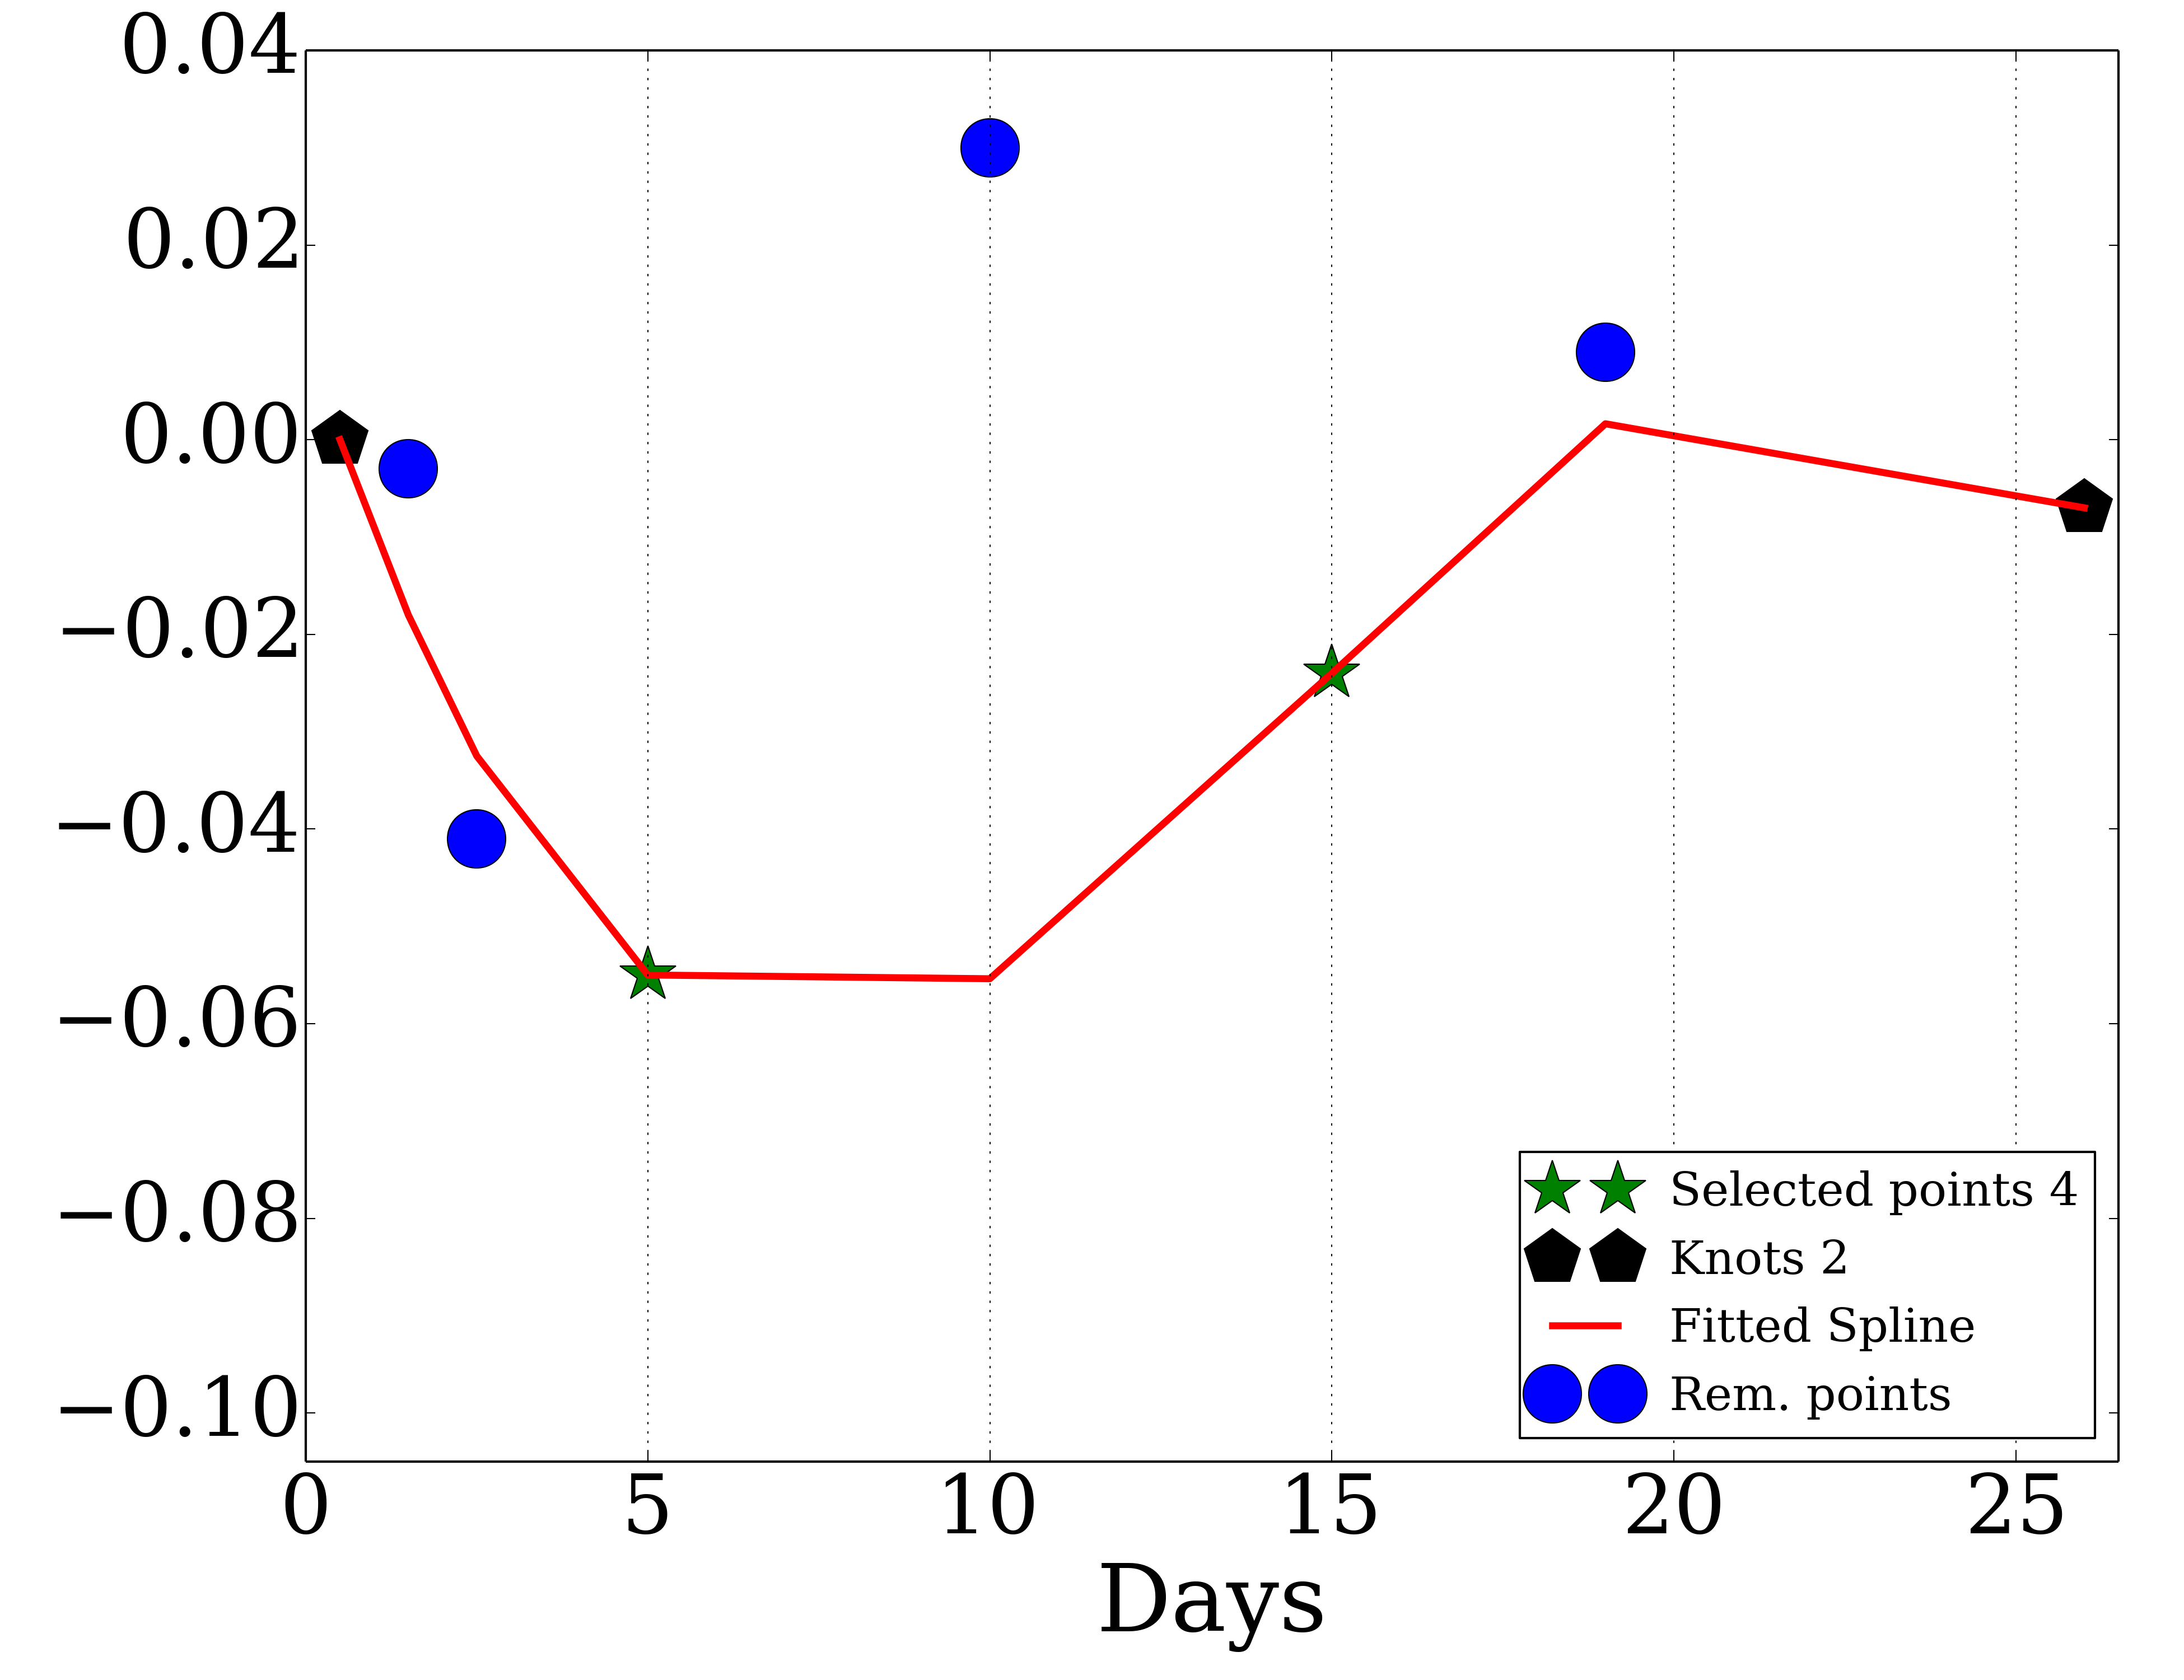 0.04
0.02
0.00
−0.02
−0.04
−0.06
−0.08
−0.10
0 5 10 15 20 25
Days
Selected points 4
Knots 2
Fitted Spline
Rem. points